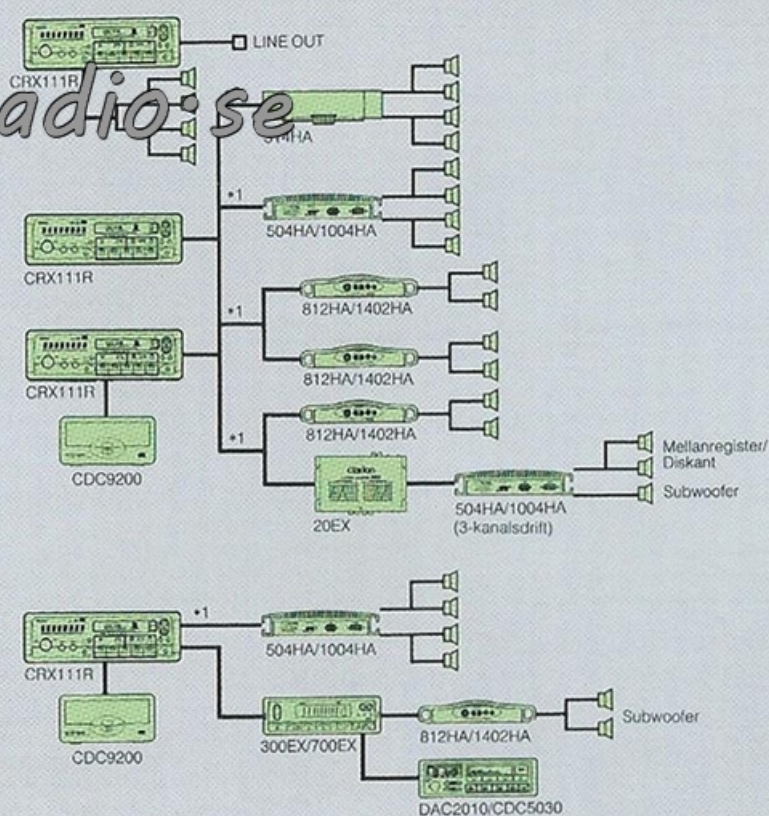 LINE OUT
CRX111R
adio.se
*1
504HA/1004HA
CRX111R
*1
812HA/1402HA
812HA/1402HA
CRX111R
CDC9200
*1
812HA/1402HA
clarion
20EX
504HA/1004HA
(3-kanalsdrift)
Mellanregister/
Diskant
Subwoofer
*1
504HA/1004HA
CRX111R
CDC9200
300EX/700EX
812HA/1402HA
Subwoofer
DAC2010/CDC5030